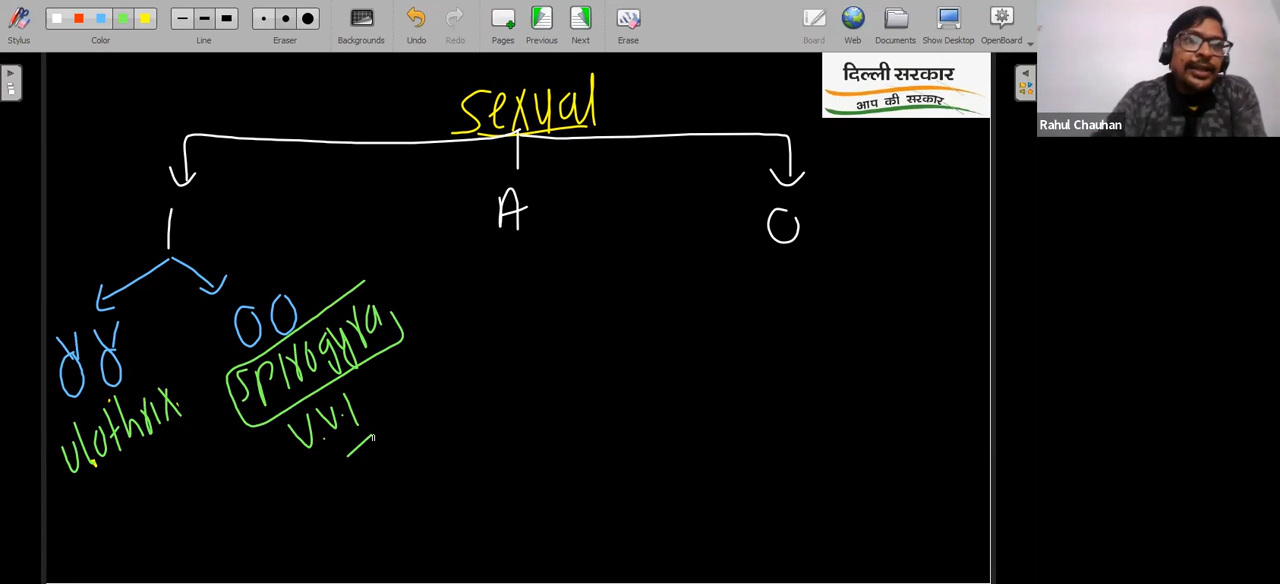 Stylus
Color
Line
Eraser
Backgrounds
Undo
Redo
Pages
Previous
Next
Erase
Board
Web
Documents
Show Desktop
OpenBoard
दिल्ली सरकार
आप की सरकार
Rahul Chauhan
sexual
I
A
O
ulothrix
spirogyra
V.V.I